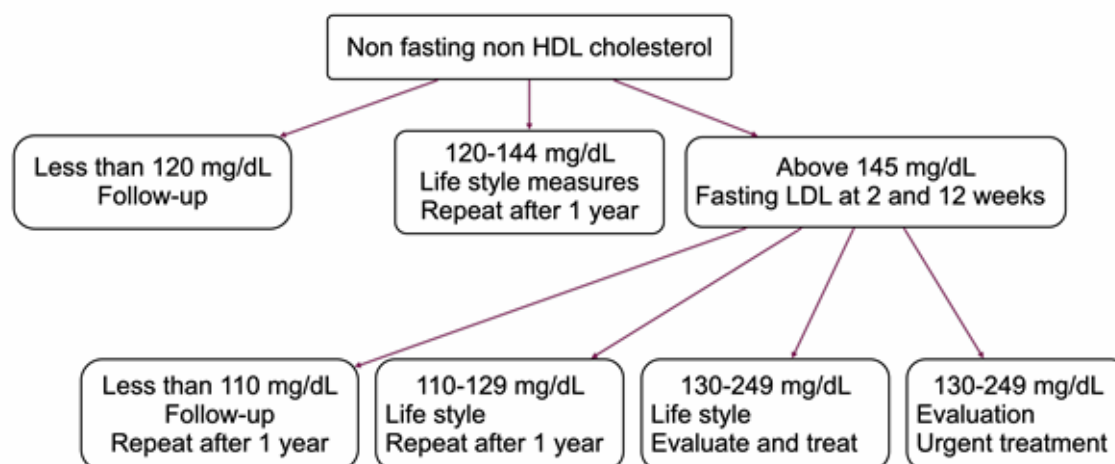 Non fasting non HDL cholesterol
Less than 120 mg/dL
Follow-up
120-144 mg/dL
Life style measures
Repeat after 1 year
Above 145 mg/dL
Fasting LDL at 2 and 12 weeks
Less than 110 mg/dL
Follow-up
Repeat after 1 year
110-129 mg/dL
Life style
Repeat after 1 year
130-249 mg/dL
Life style
Evaluate and treat
130-249 mg/dL
Evaluation
Urgent treatment